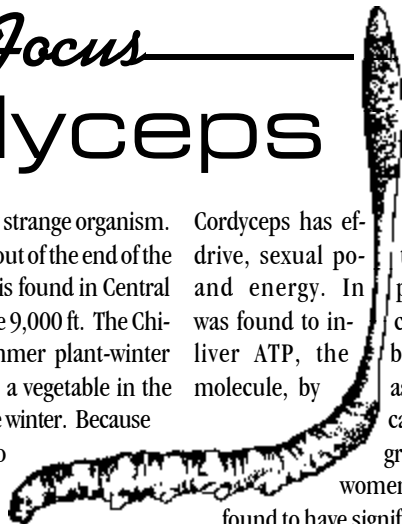 Focus
dyceps
strange organism.
out of the end of the
is found in Central
9,000 ft. The Chi-
mmer plant-winter
a vegetable in the
winter. Because
Cordyceps has ef-
drive, sexual po-
and energy. In
was found to in-
liver ATP, the
molecule, by
women
found to have signif